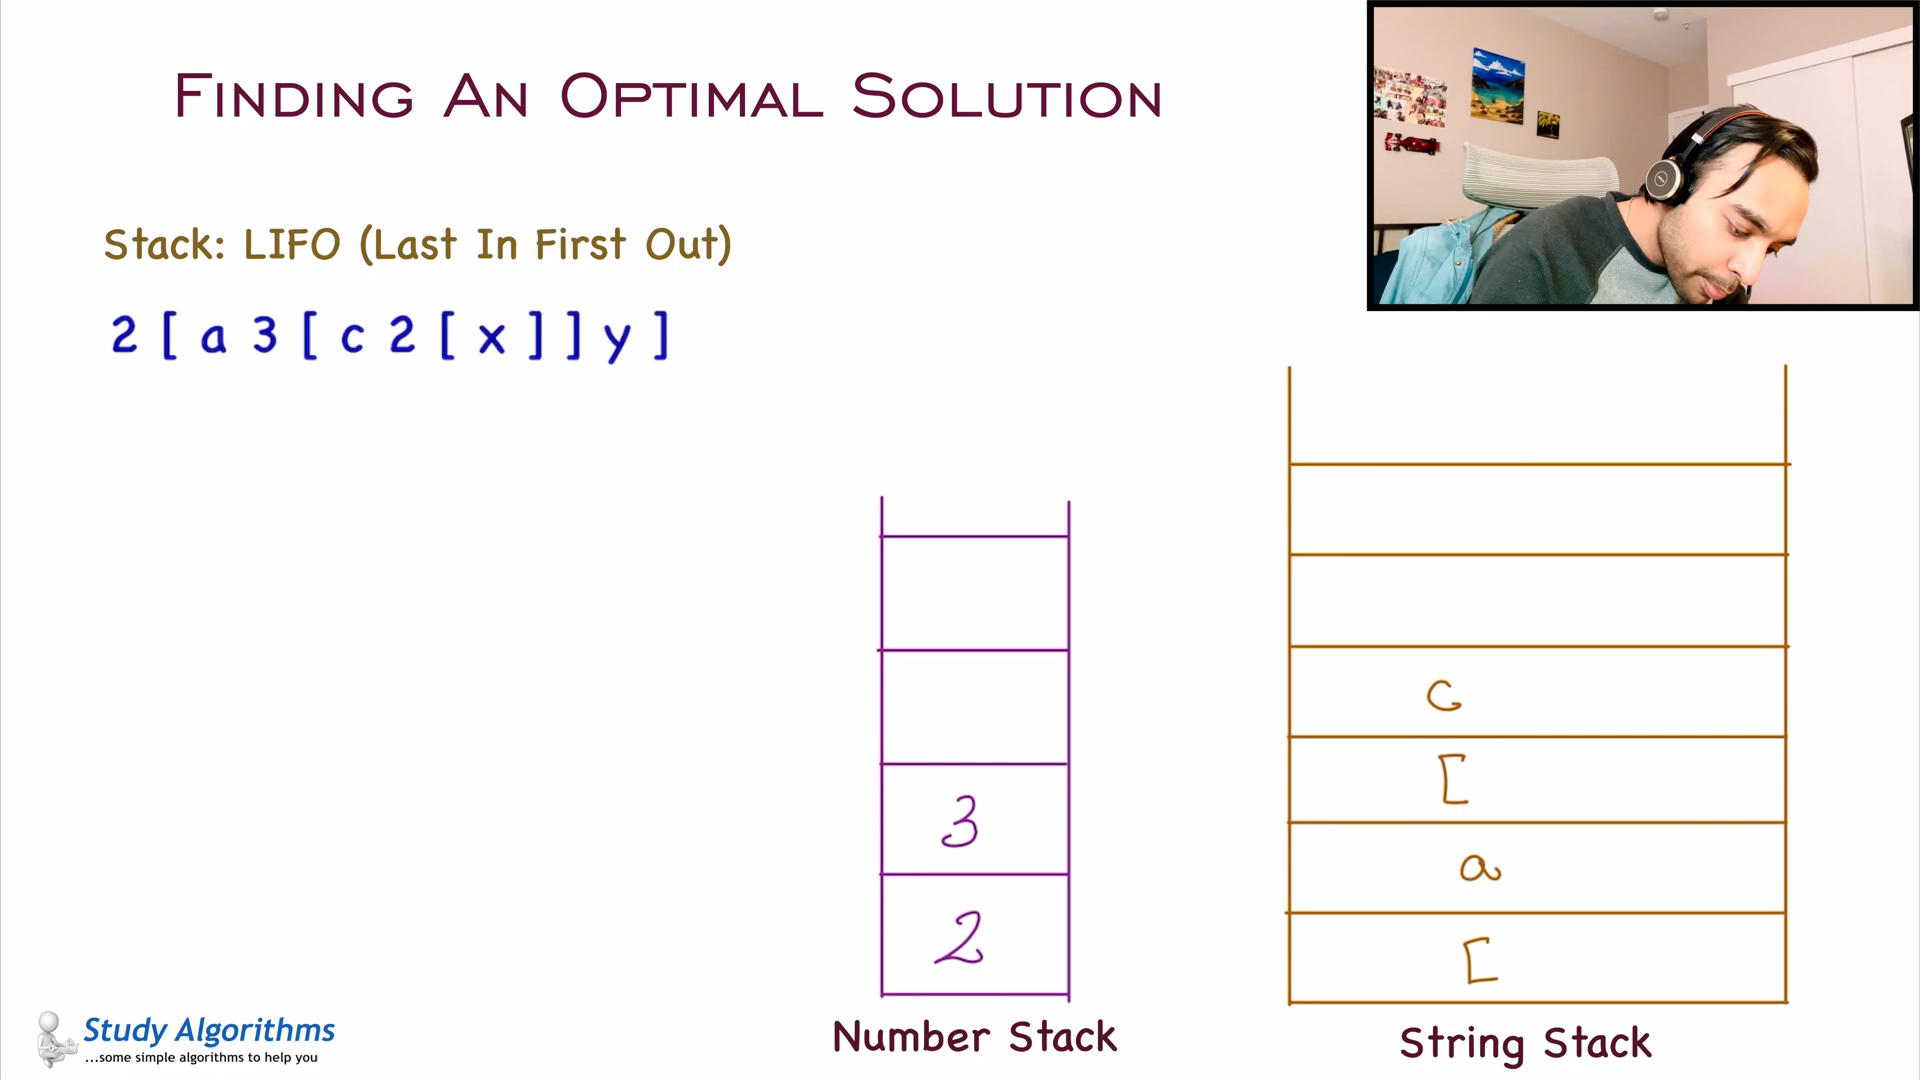 Finding An Optimal Solution
Stack: LIFO (Last In First Out)
2 [ a 3 [ c 2 [ x ] ] y ]
c
[
3
a
2
[
Number Stack
String Stack
Study Algorithms
...some simple algorithms to help you